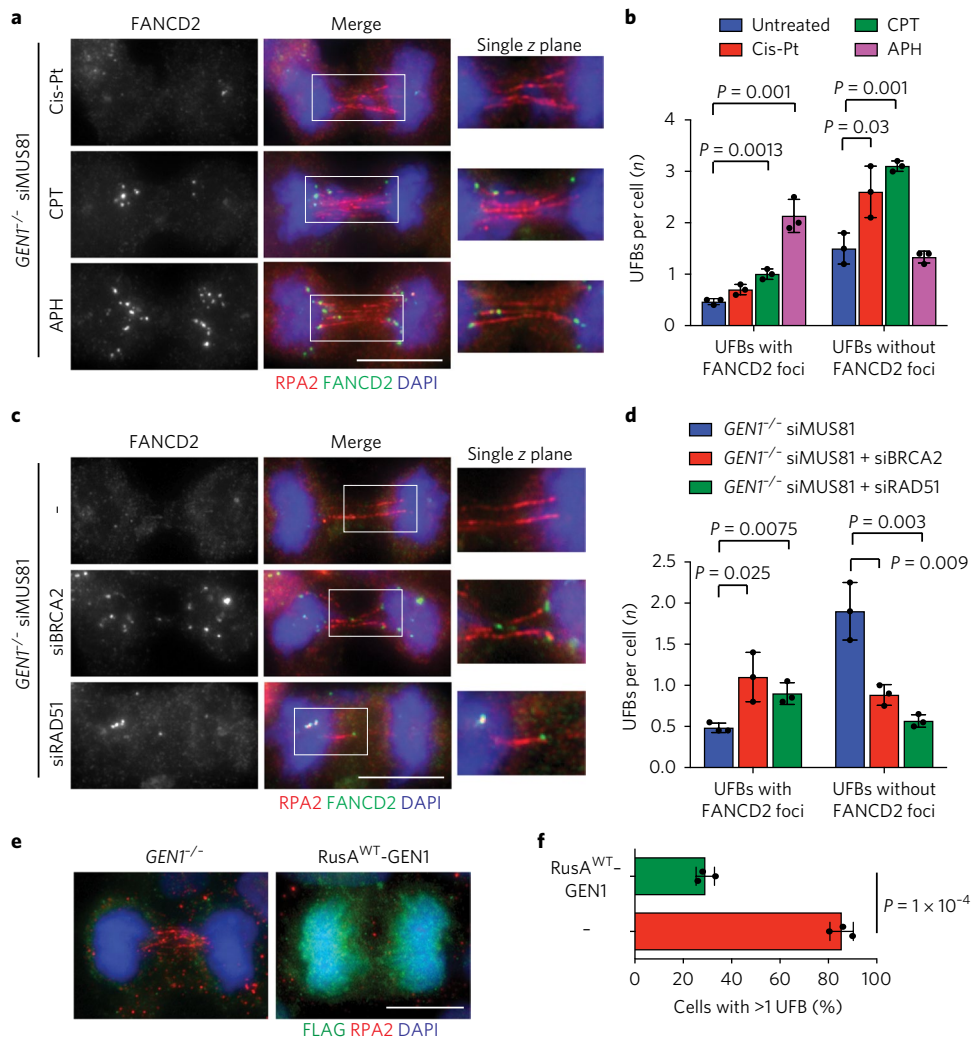 a
FANCD2
Merge
Single z plane
GEN1⁻/⁻ siMUS81
Cis-Pt
CPT
APH
RPA2 FANCD2 DAPI
b
Untreated
Cis-Pt
CPT
APH
P = 0.001
P = 0.0013
P = 0.001
P = 0.03
UFBs per cell (n)
4
3
2
1
0
UFBs with
FANCD2 foci
UFBs without
FANCD2 foci
c
FANCD2
Merge
Single z plane
GEN1⁻/⁻ siMUS81
–
siBRCA2
siRAD51
RPA2 FANCD2 DAPI
d
GEN1⁻/⁻ siMUS81
GEN1⁻/⁻ siMUS81 + siBRCA2
GEN1⁻/⁻ siMUS81 + siRAD51
P = 0.0075
P = 0.025
P = 0.003
P = 0.009
UFBs per cell (n)
2.5
2.0
1.5
1.0
0.5
0.0
UFBs with
FANCD2 foci
UFBs without
FANCD2 foci
e
GEN1⁻/⁻
RusAᵂᵀ-GEN1
FLAG RPA2 DAPI
f
RusAᵂᵀ-
GEN1
–
P = 1 × 10⁻⁴
0 20 40 60 80 100
Cells with >1 UFB (%)